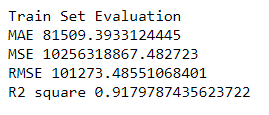 Train Set Evaluation
MAE 81509.3933124445
MSE 10256318867.482723
RMSE 101273.48551068401
R2 square 0.9179787435623722